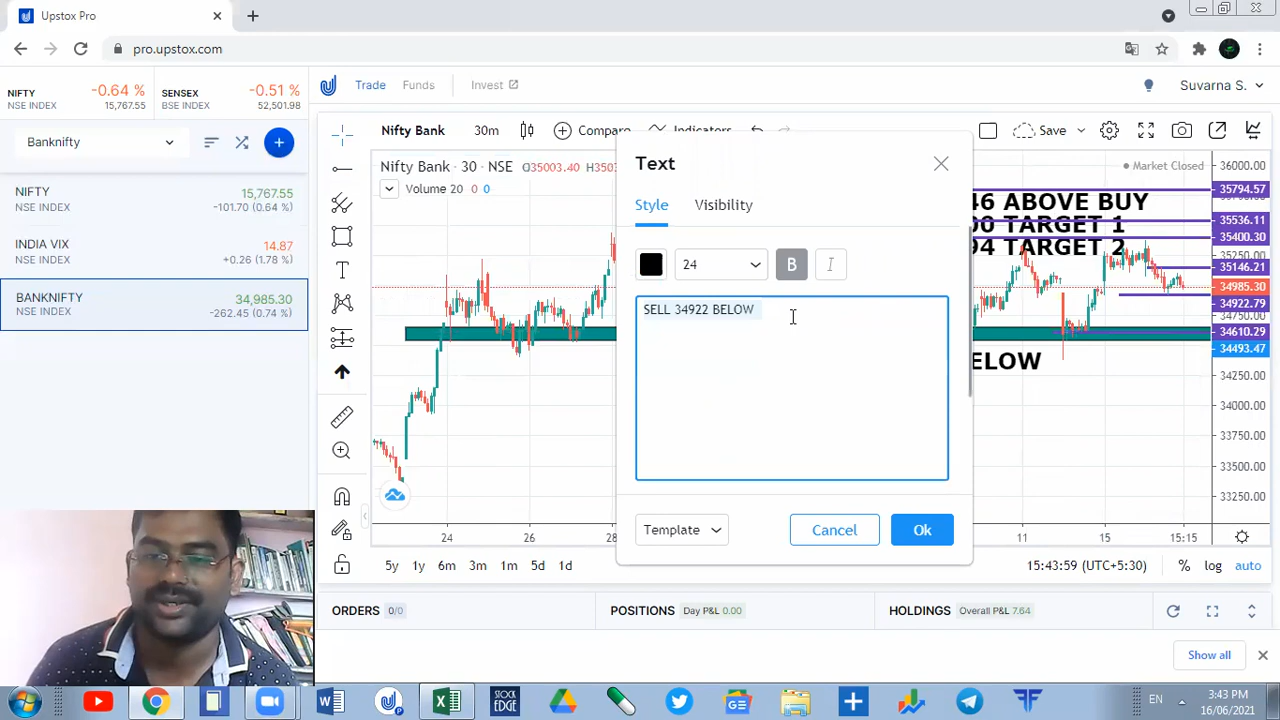 Upstox Pro
pro.upstox.com
NIFTY -0.64 %
NSE INDEX 15,767.55
SENSEX -0.51 %
BSE INDEX 52,501.98
Trade Funds Invest
Suvarna S.
Banknifty
NIFTY 15,767.55
NSE INDEX -101.70 (0.64 %)
INDIA VIX 14.87
NSE INDEX +0.26 (1.78 %)
BANKNIFTY 34,985.30
NSE INDEX -262.45 (0.74 %)
Nifty Bank 30m Compare Indicators Save
Nifty Bank · 30 · NSE O35003.40
Volume 20 0 0
Market Closed
46 ABOVE BUY
00 TARGET 1
94 TARGET 2
ELOW
36000.00
35794.57
35536.11
35400.30
35146.21
34985.30
34922.79
34750.00
34610.29
34493.47
34250.00
34000.00
33750.00
33500.00
33250.00
Text
Style Visibility
24 B I
SELL 34922 BELOW
Template Cancel Ok
24 26 11 15 15:15
5y 1y 6m 3m 1m 5d 1d
15:43:59 (UTC+5:30) % log auto
ORDERS 0/0 POSITIONS Day P&L 0.00 HOLDINGS Overall P&L 7.64
Show all
STOCK
EDGE
EN
3:43 PM
16/06/2021